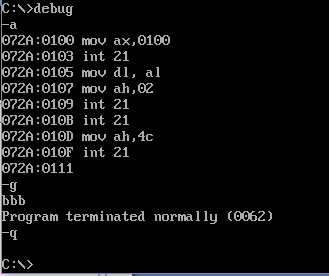 C:\>debug
-a
072A:0100 mov ax,0100
072A:0103 int 21
072A:0105 mov dl, al
072A:0107 mov ah,02
072A:0109 int 21
072A:010B int 21
072A:010D mov ah,4c
072A:010F int 21
072A:0111
-g
bbb
Program terminated normally (0062)
-q
C:\>